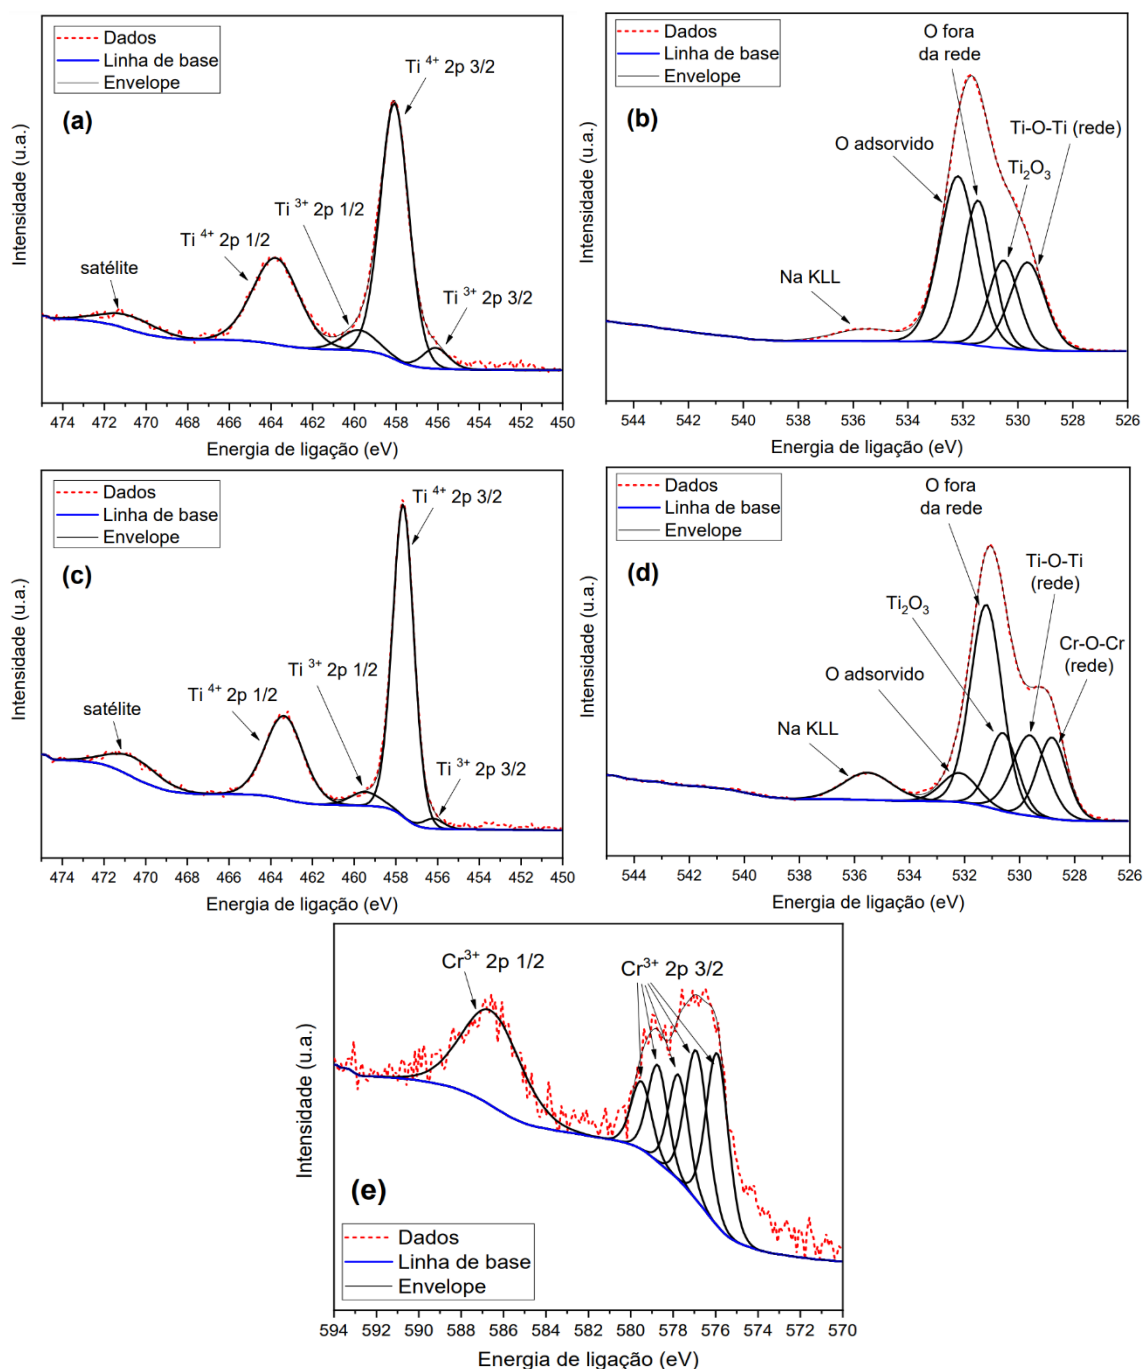 Dados
Linha de base
Envelope
(a)
Ti 4+ 2p 3/2
Ti 3+ 2p 1/2
Ti 4+ 2p 1/2
satélite
Ti 3+ 2p 3/2
Intensidade (u.a.)
474 472 470 468 466 464 462 460 458 456 454 452 450
Energia de ligação (eV)
Dados
Linha de base
Envelope
(b)
O fora
da rede
Ti-O-Ti (rede)
O adsorvido
Ti2O3
Na KLL
Intensidade (u.a.)
544 542 540 538 536 534 532 530 528 526
Energia de ligação (eV)
Dados
Linha de base
Envelope
(c)
Ti 4+ 2p 3/2
Ti 3+ 2p 1/2
Ti 4+ 2p 1/2
satélite
Ti 3+ 2p 3/2
Intensidade (u.a.)
474 472 470 468 466 464 462 460 458 456 454 452 450
Energia de ligação (eV)
Dados
Linha de base
Envelope
(d)
O fora
da rede
Ti-O-Ti
(rede)
Ti2O3
Cr-O-Cr
(rede)
O adsorvido
Na KLL
Intensidade (u.a.)
544 542 540 538 536 534 532 530 528 526
Energia de ligação (eV)
Cr3+ 2p 1/2
Cr3+ 2p 3/2
Intensidade (u.a.)
(e)
Dados
Linha de base
Envelope
594 592 590 588 586 584 582 580 578 576 574 572 570
Energia de ligação (eV)